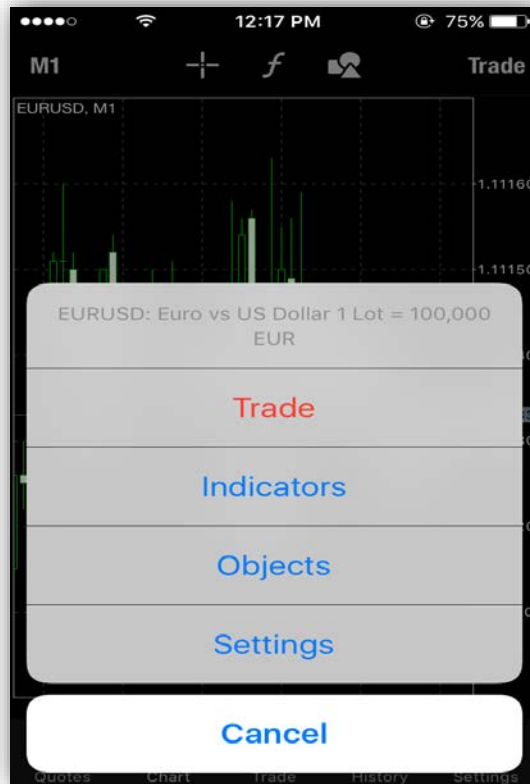 12:17 PM 75%
M1 f Trade
EURUSD, M1
1.11160
1.11150
EURUSD: Euro vs US Dollar 1 Lot = 100,000
EUR
Trade
Indicators
Objects
Settings
Cancel
Quotes Chart Trade History Settings